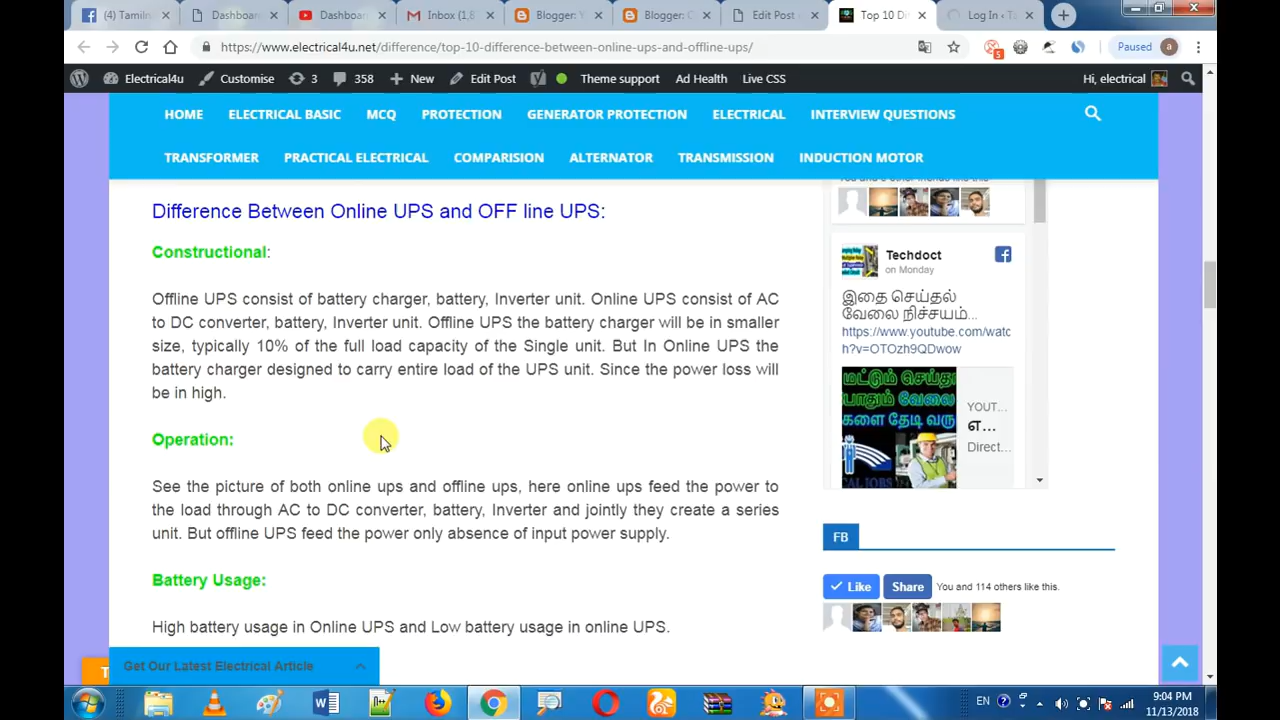 (4) Tamiln
Dashboar
Dashboar
Inbox (1,8
Blogger: Y
Blogger: C
Edit Post
Top 10 Di
Log In ‹ Ta
https://www.electrical4u.net/difference/top-10-difference-between-online-ups-and-offline-ups/
5
Paused
a
Electrical4u
Customise
3
358
New
Edit Post
Theme support
Ad Health
Live CSS
Hi, electrical
HOME
ELECTRICAL BASIC
MCQ
PROTECTION
GENERATOR PROTECTION
ELECTRICAL
INTERVIEW QUESTIONS
TRANSFORMER
PRACTICAL ELECTRICAL
COMPARISION
ALTERNATOR
TRANSMISSION
INDUCTION MOTOR
Difference Between Online UPS and OFF line UPS:
Constructional:
Offline UPS consist of battery charger, battery, Inverter unit. Online UPS consist of AC
to DC converter, battery, Inverter unit. Offline UPS the battery charger will be in smaller
size, typically 10% of the full load capacity of the Single unit. But In Online UPS the
battery charger designed to carry entire load of the UPS unit. Since the power loss will
be in high.
Operation:
See the picture of both online ups and offline ups, here online ups feed the power to
the load through AC to DC converter, battery, Inverter and jointly they create a series
unit. But offline UPS feed the power only absence of input power supply.
Battery Usage:
High battery usage in Online UPS and Low battery usage in online UPS.
Get Our Latest Electrical Article
Techdoct
on Monday
இதை செய்தல்
வேலை நிச்சயம்...
https://www.youtube.com/watc
h?v=OTOzh9QDwow
மட்டும் செய்த
போதும் வேலை
களை தேடி வரு
CAL JOBS
YOUT...
எ...
Direct...
FB
Like
Share
You and 114 others like this.
EN
9:04 PM
11/13/2018